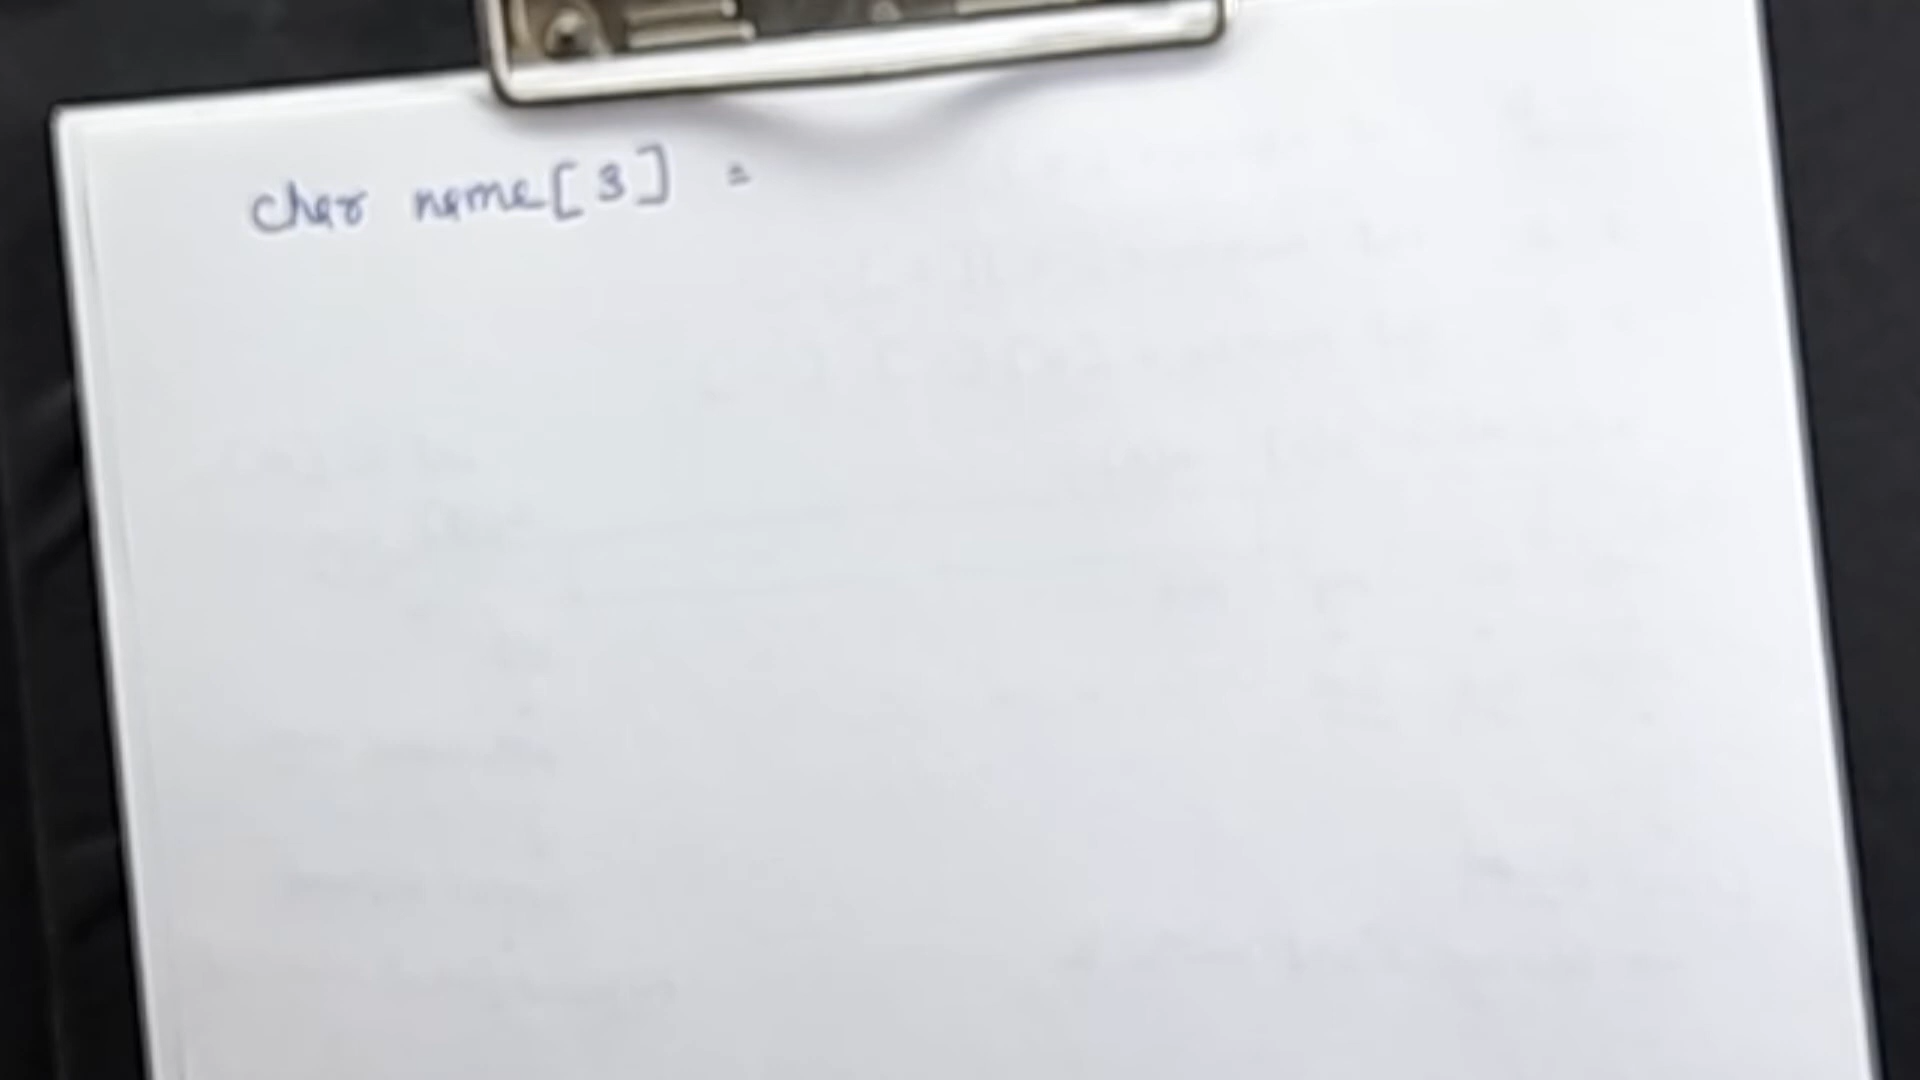 char name[3] =